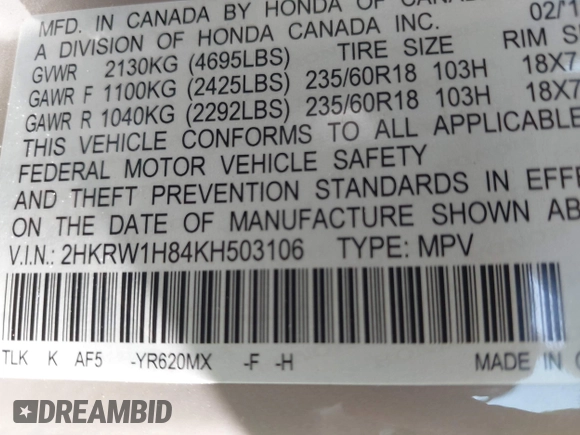 MFD. IN CANADA BY HONDA OF
A DIVISION OF HONDA CANADA INC. 02/1
GVWR 2130KG (4695LBS) TIRE SIZE RIM
GAWR F 1100KG (2425LBS) 235/60R18 103H 18X7
GAWR R 1040KG (2292LBS) 235/60R18 103H 18X7
THIS VEHICLE CONFORMS TO ALL APPLICABLE
FEDERAL MOTOR VEHICLE SAFETY
AND THEFT PREVENTION STANDARDS IN EFFE
ON THE DATE OF MANUFACTURE SHOWN AB
V.I.N.: 2HKRW1H84KH503106 TYPE: MPV
TLK K AF5 -YR620MX -F -H MADE IN
DREAMBID